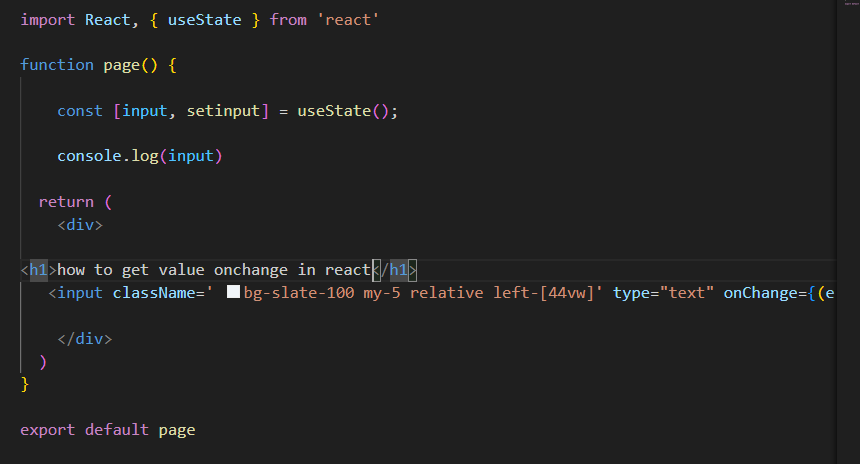 import React, { useState } from 'react'
function page() {
const [input, setinput] = useState();
console.log(input)
return (
<div>
<h1>how to get value onchange in react</h1>
<input className=' bg-slate-100 my-5 relative left-[44vw]' type="text" onChange={(e
</div>
)
}
export default page